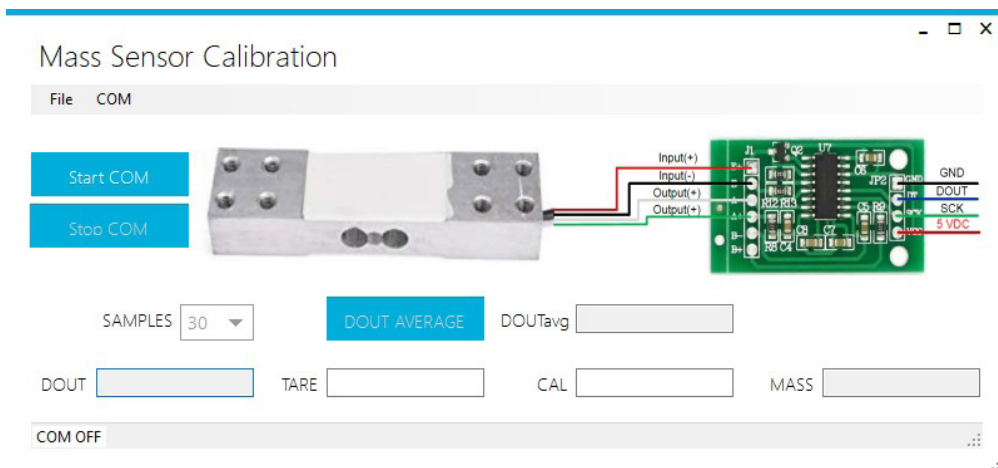 Mass Sensor Calibration
File COM
Start COM
Stop COM
Input(+)
Input(-)
Output(+)
Output(+)
J1
Q2
U7
C6
JP2
E+
A+
B-
B+
R12 R13
R8 C4
C8 C7
C5 R9
GND
GND
DOUT
SCK
5 VDC
SAMPLES 30
DOUT AVERAGE
DOUTavg
DOUT
TARE
CAL
MASS
COM OFF